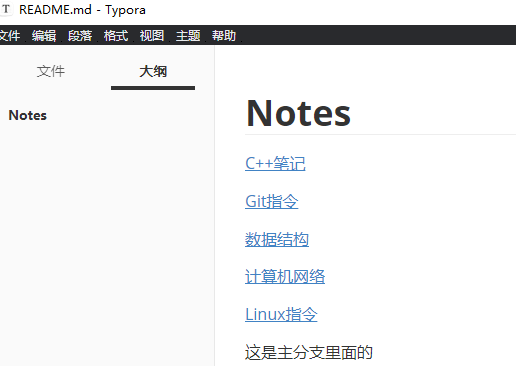 T README.md - Typora
文件 编辑 段落 格式 视图 主题 帮助
文件 大纲
Notes
Notes
C++笔记
Git指令
数据结构
计算机网络
Linux指令
这是主分支里面的